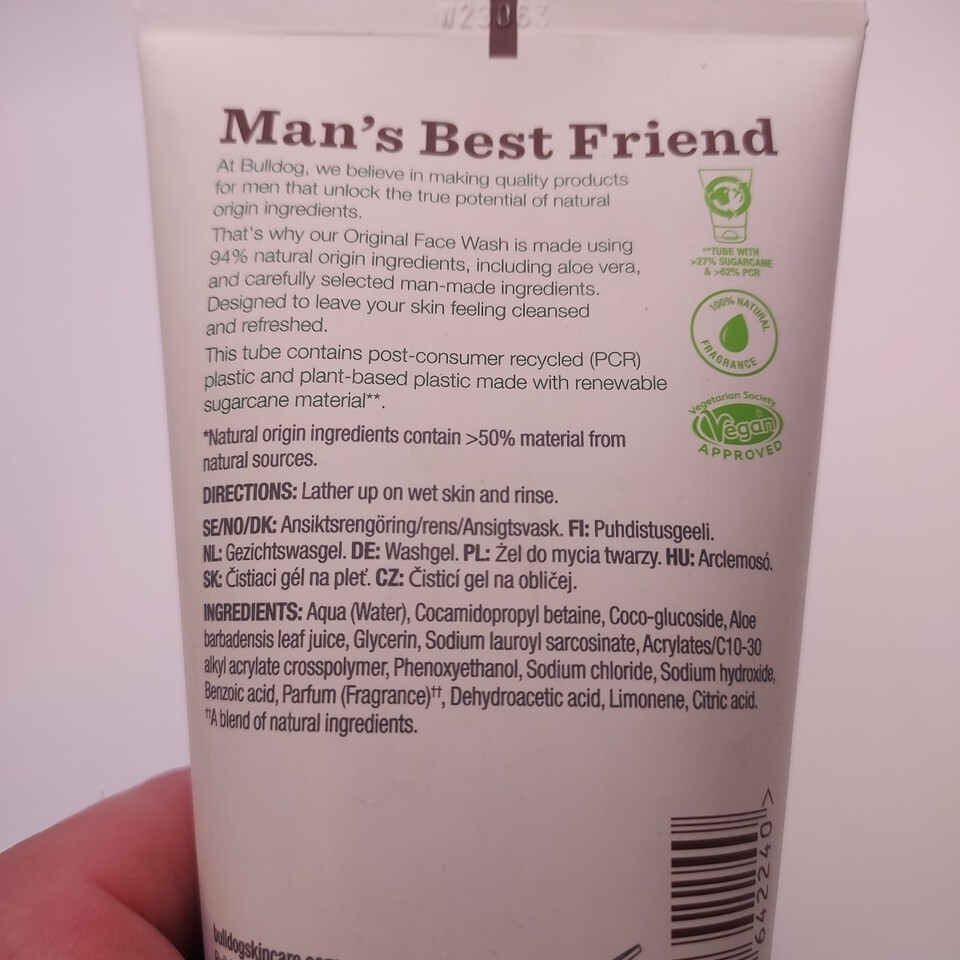 W23063
Man's Best Friend
At Bulldog, we believe in making quality products
for men that unlock the true potential of natural
origin ingredients.
That's why our Original Face Wash is made using
94% natural origin ingredients, including aloe vera,
and carefully selected man-made ingredients.
Designed to leave your skin feeling cleansed
and refreshed.
This tube contains post-consumer recycled (PCR)
plastic and plant-based plastic made with renewable
sugarcane material**.
*Natural origin ingredients contain >50% material from
natural sources.
**TUBE WITH
>27% SUGARCANE
& >62% PCR
100% NATURAL
FRAGRANCE
Vegetarian Society
Vegan
APPROVED
DIRECTIONS: Lather up on wet skin and rinse.
SE/NO/DK: Ansiktsrengöring/rens/Ansigtsvask. FI: Puhdistusgeeli.
NL: Gezichtswasgel. DE: Washgel. PL: Żel do mycia twarzy. HU: Arclemosó.
SK: Čistiaci gél na pleť. CZ: Čisticí gel na obličej.
INGREDIENTS: Aqua (Water), Cocamidopropyl betaine, Coco-glucoside, Aloe
barbadensis leaf juice, Glycerin, Sodium lauroyl sarcosinate, Acrylates/C10-30
alkyl acrylate crosspolymer, Phenoxyethanol, Sodium chloride, Sodium hydroxide,
Benzoic acid, Parfum (Fragrance)††, Dehydroacetic acid, Limonene, Citric acid.
††A blend of natural ingredients.
642240>
bulldogskincare.com